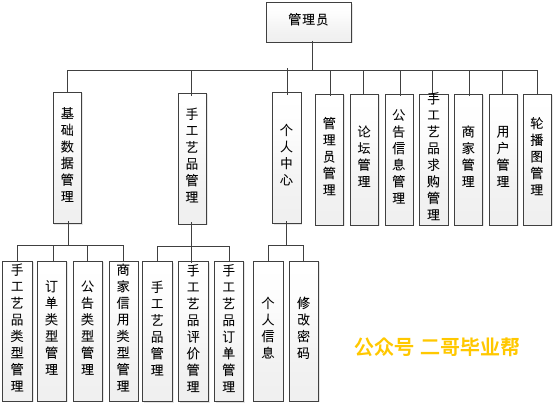 管理员
基础数据管理
手工艺品管理
个人中心
管理员管理
论坛管理
公告信息管理
手工艺品求购管理
商家管理
用户管理
轮播图管理
手工艺品类型管理
订单类型管理
公告类型管理
商家信用类型管理
手工艺品管理
手工艺品评价管理
手工艺品订单管理
个人信息
修改密码
公众号 二哥毕业帮